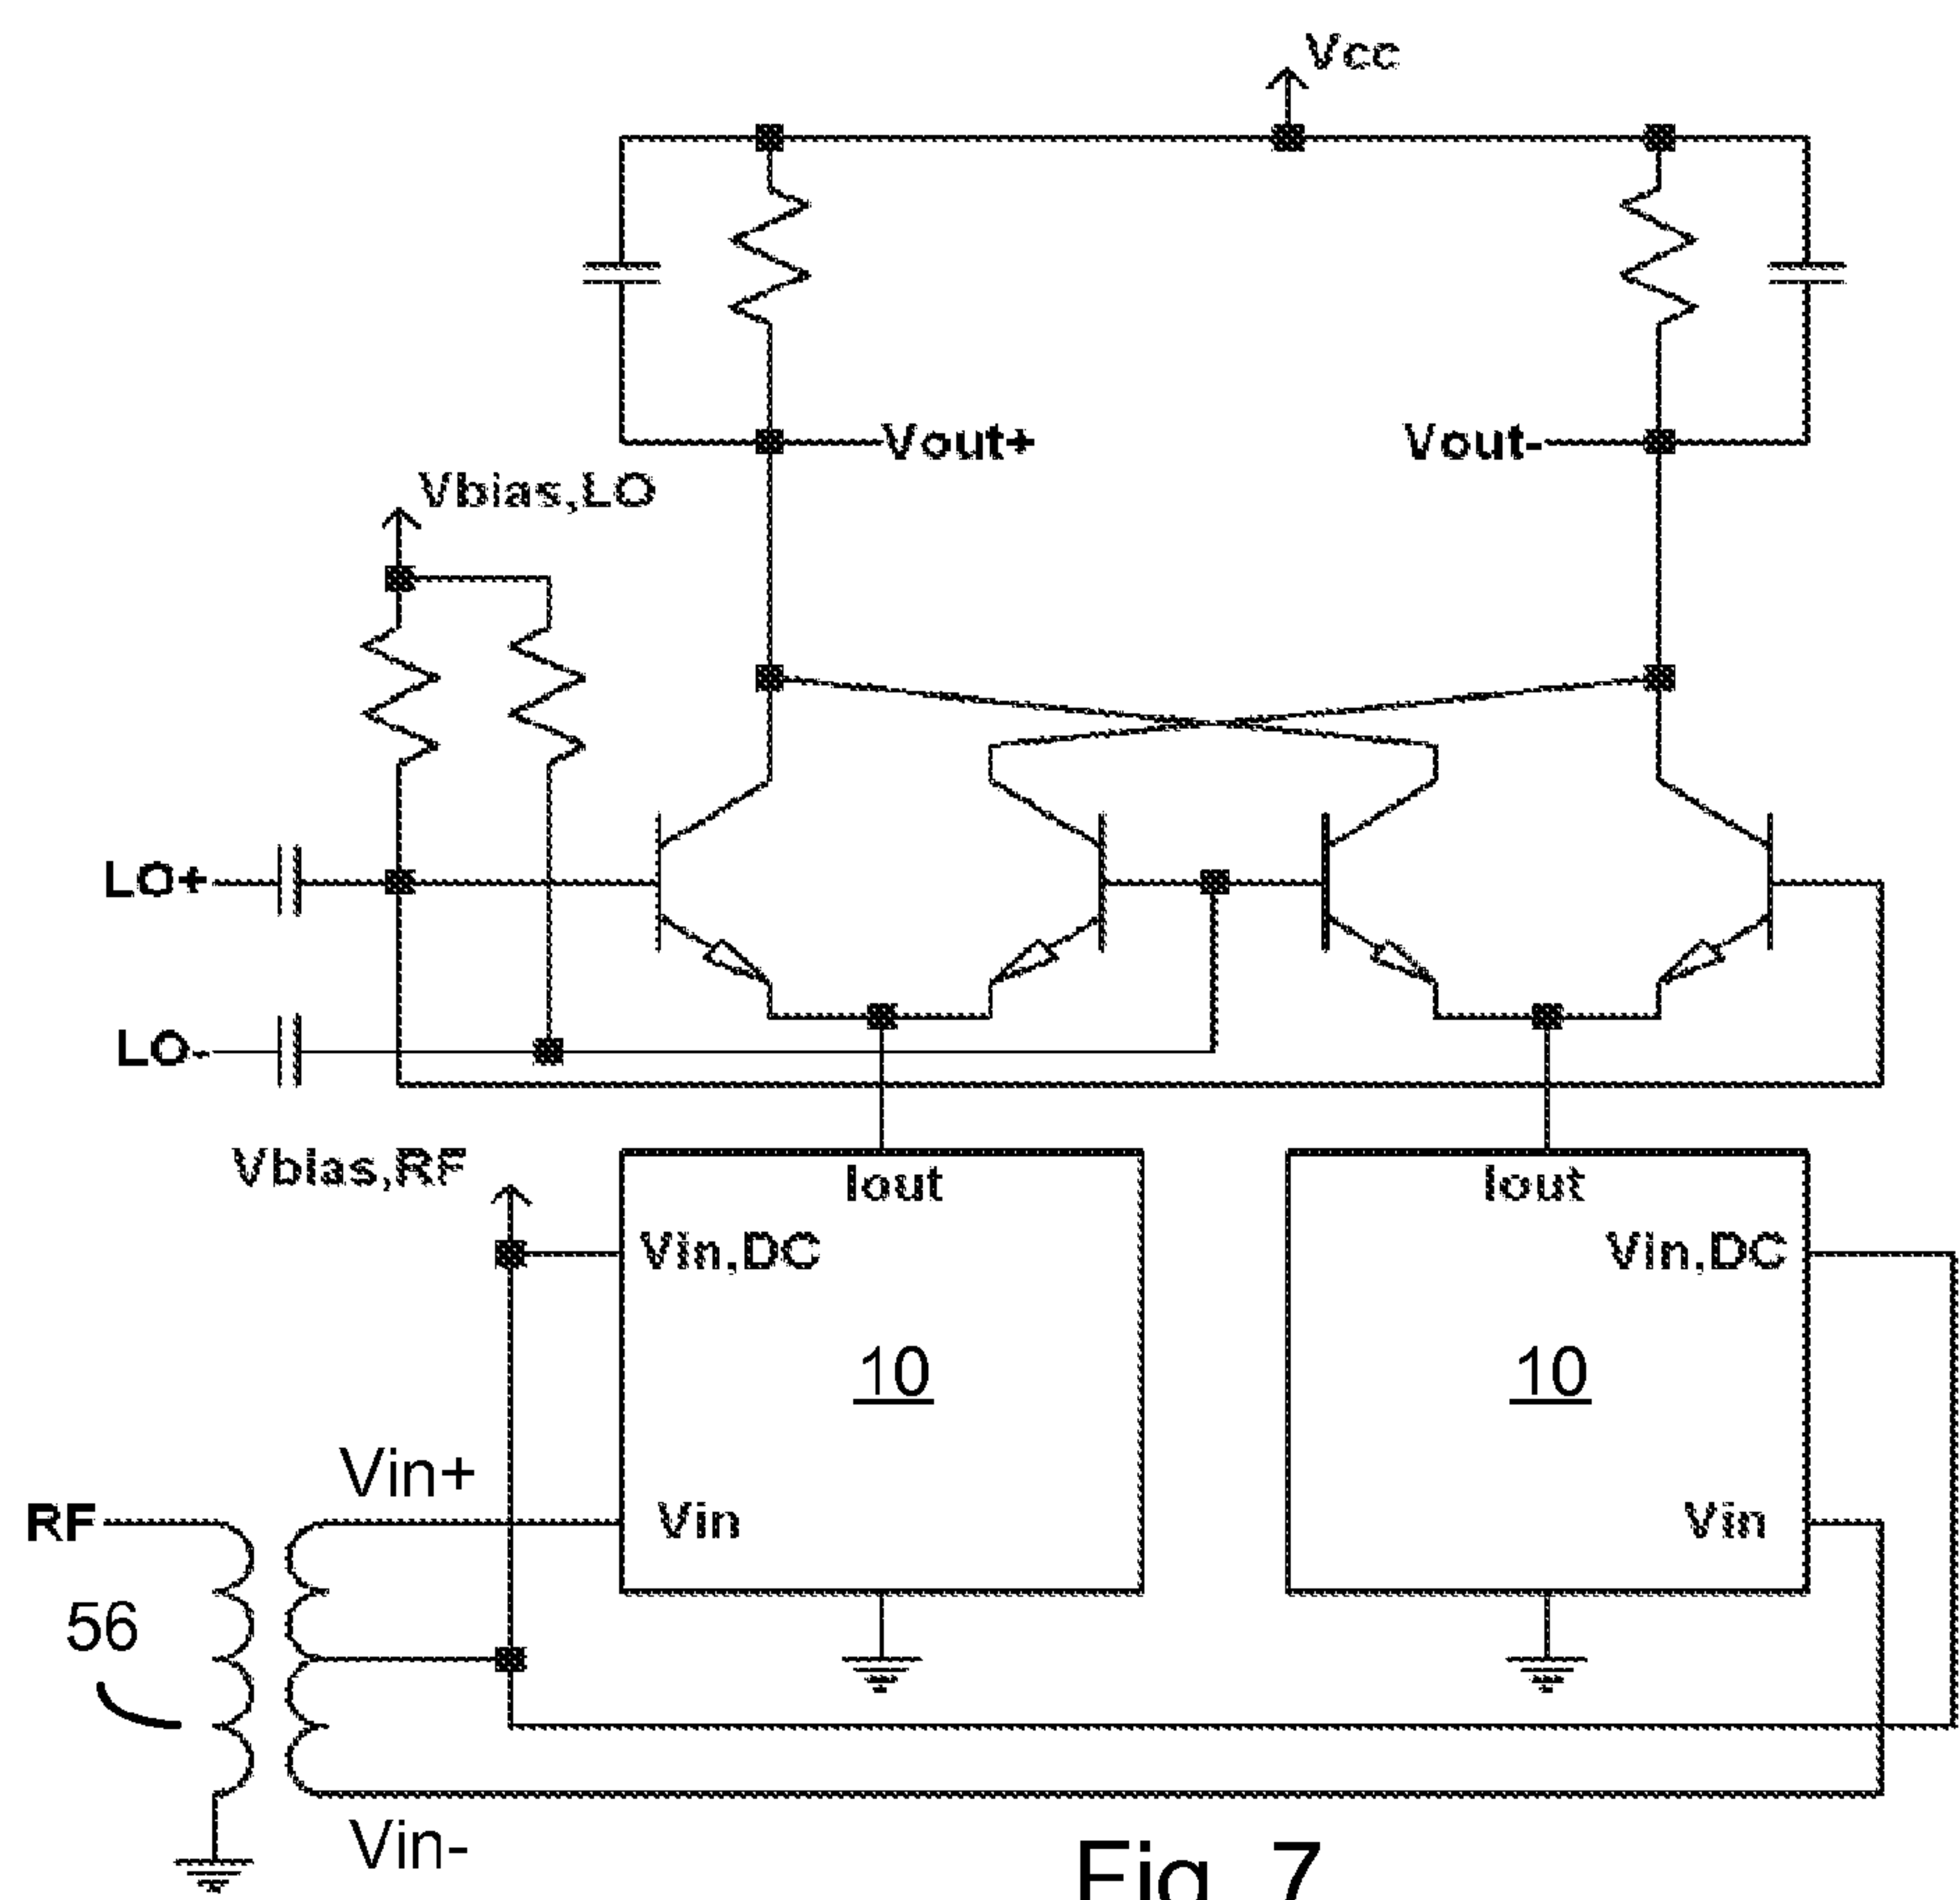 Vcc
Vout+
Vout-
Vbias,LO
LO+
LO-
Vbias,RF
Iout
Iout
Vin,DC
Vin,DC
10
10
Vin+
RF
Vin
Vin
56
Vin-
Fig. 7